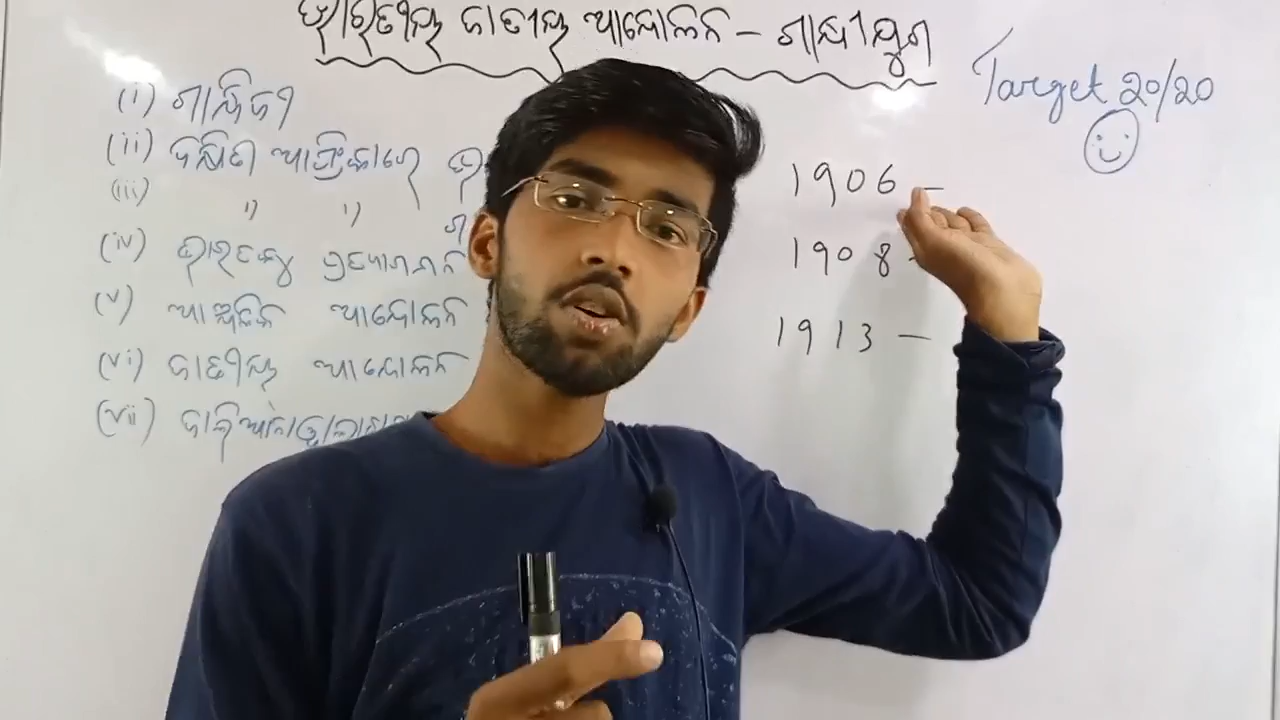 ଭାରତୀୟ ଜାତୀୟ ଆନ୍ଦୋଳନ – ଗାନ୍ଧୀଯୁଗ
Target 20/20
(i) ଗାନ୍ଧିଜୀ
(ii) ଦକ୍ଷିଣ ଆଫ୍ରିକାରେ
(iii) " "
(iv) ଭାରତକୁ ପ୍ରତ୍ୟାଗମନ
(v) ଆଞ୍ଚଳିକ ଆନ୍ଦୋଳନ
(vi) ଜାତୀୟ ଆନ୍ଦୋଳନ
(vii)
1906 –
1908 -
1913 –